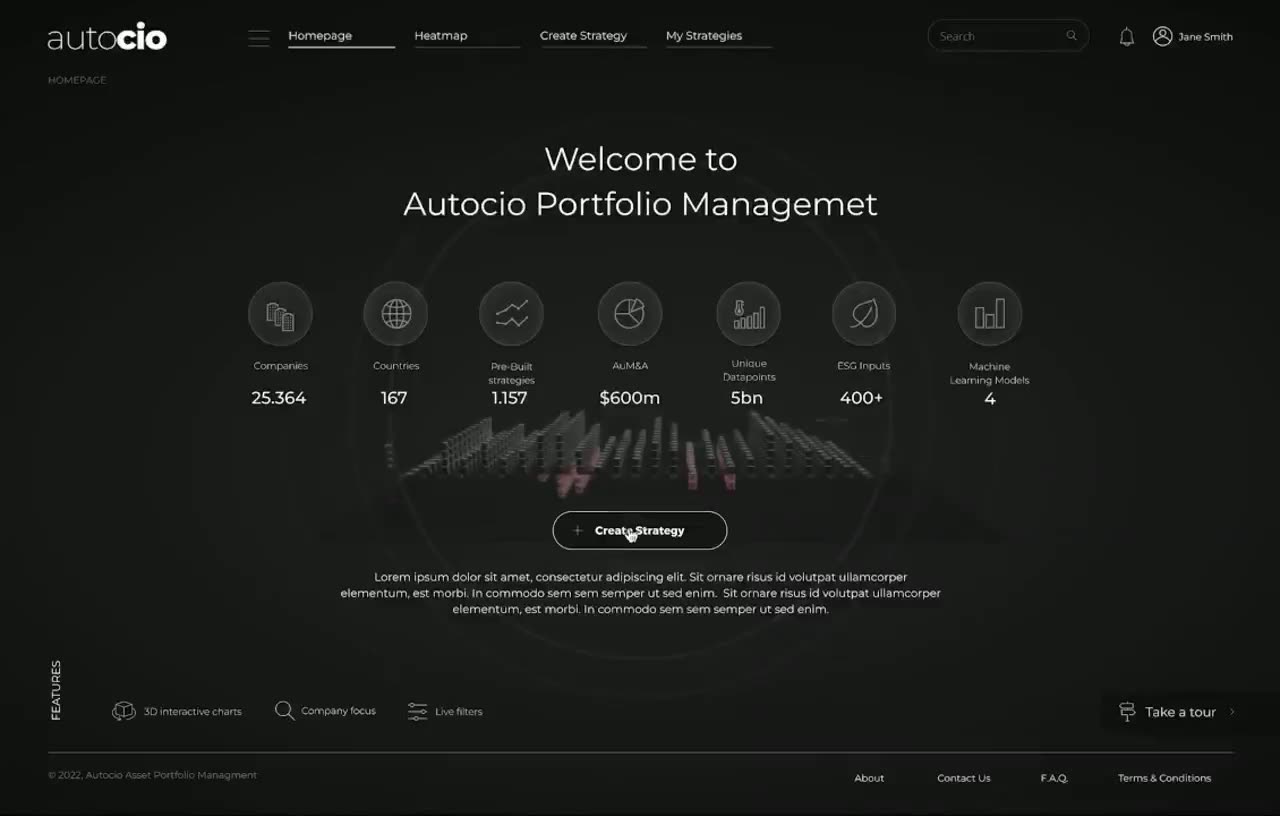 autocio
Homepage
Heatmap
Create Strategy
My Strategies
Search
Jane Smith
HOMEPAGE
Welcome to
Autocio Portfolio Managemet
Companies
25.364
Countries
167
Pre-Built
strategies
1.157
AuM&A
$600m
Unique
Datapoints
5bn
ESG Inputs
400+
Machine
Learning Models
4
+ Create Strategy
Lorem ipsum dolor sit amet, consectetur adipiscing elit. Sit ornare risus id volutpat ullamcorper
elementum, est morbi. In commodo sem sem semper ut sed enim. Sit ornare risus id volutpat ullamcorper
elementum, est morbi. In commodo sem sem semper ut sed enim.
FEATURES
3D interactive charts
Company focus
Live filters
Take a tour
© 2022, Autocio Asset Portfolio Managment
About
Contact Us
F.A.Q.
Terms & Conditions